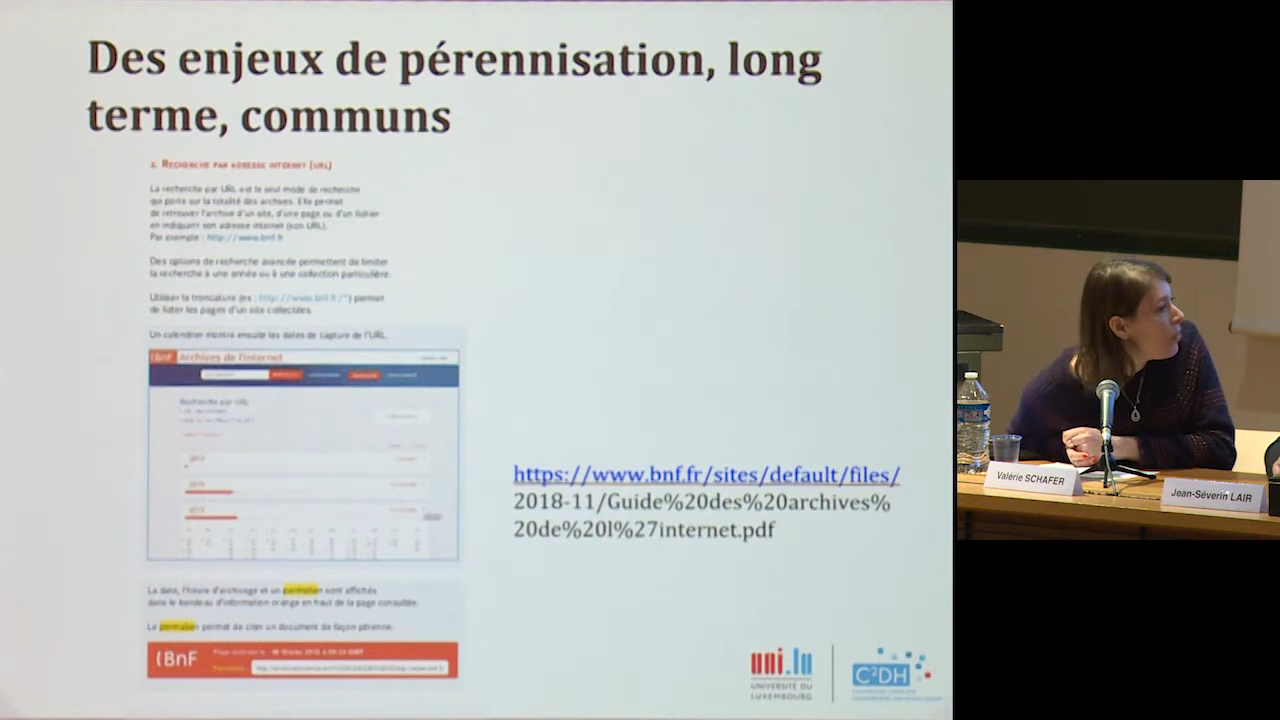 Des enjeux de pérennisation, long
terme, communs
2. Recherche par adresse internet (url)
La recherche par URL est le seul mode de recherche
qui porte sur la totalité des archives. Elle permet
de retrouver l'archive d'un site, d'une page ou d'un fichier
en indiquant son adresse internet (son URL).
Par exemple : http://www.bnf.fr
Des options de recherche avancée permettent de limiter
la recherche à une année ou à une collection particulière.
Utiliser la troncature (ex : http://www.bnf.fr/*) permet
de lister les pages d'un site collectées.
Un calendrier montre ensuite les dates de capture de l'URL.
(BnF Archives de l'internet
Recherche par URL
https://www.bnf.fr/sites/default/files/
2018-11/Guide%20des%20archives%
20de%20l%27internet.pdf
La date, l'heure d'archivage et un permalien sont affichés
dans le bandeau d'information orange en haut de la page consultée.
Le permalien permet de citer un document de façon pérenne.
(BnF
uni.lu
UNIVERSITÉ DU
LUXEMBOURG
C²DH
Valérie SCHAFER
Jean-Séverin LAIR